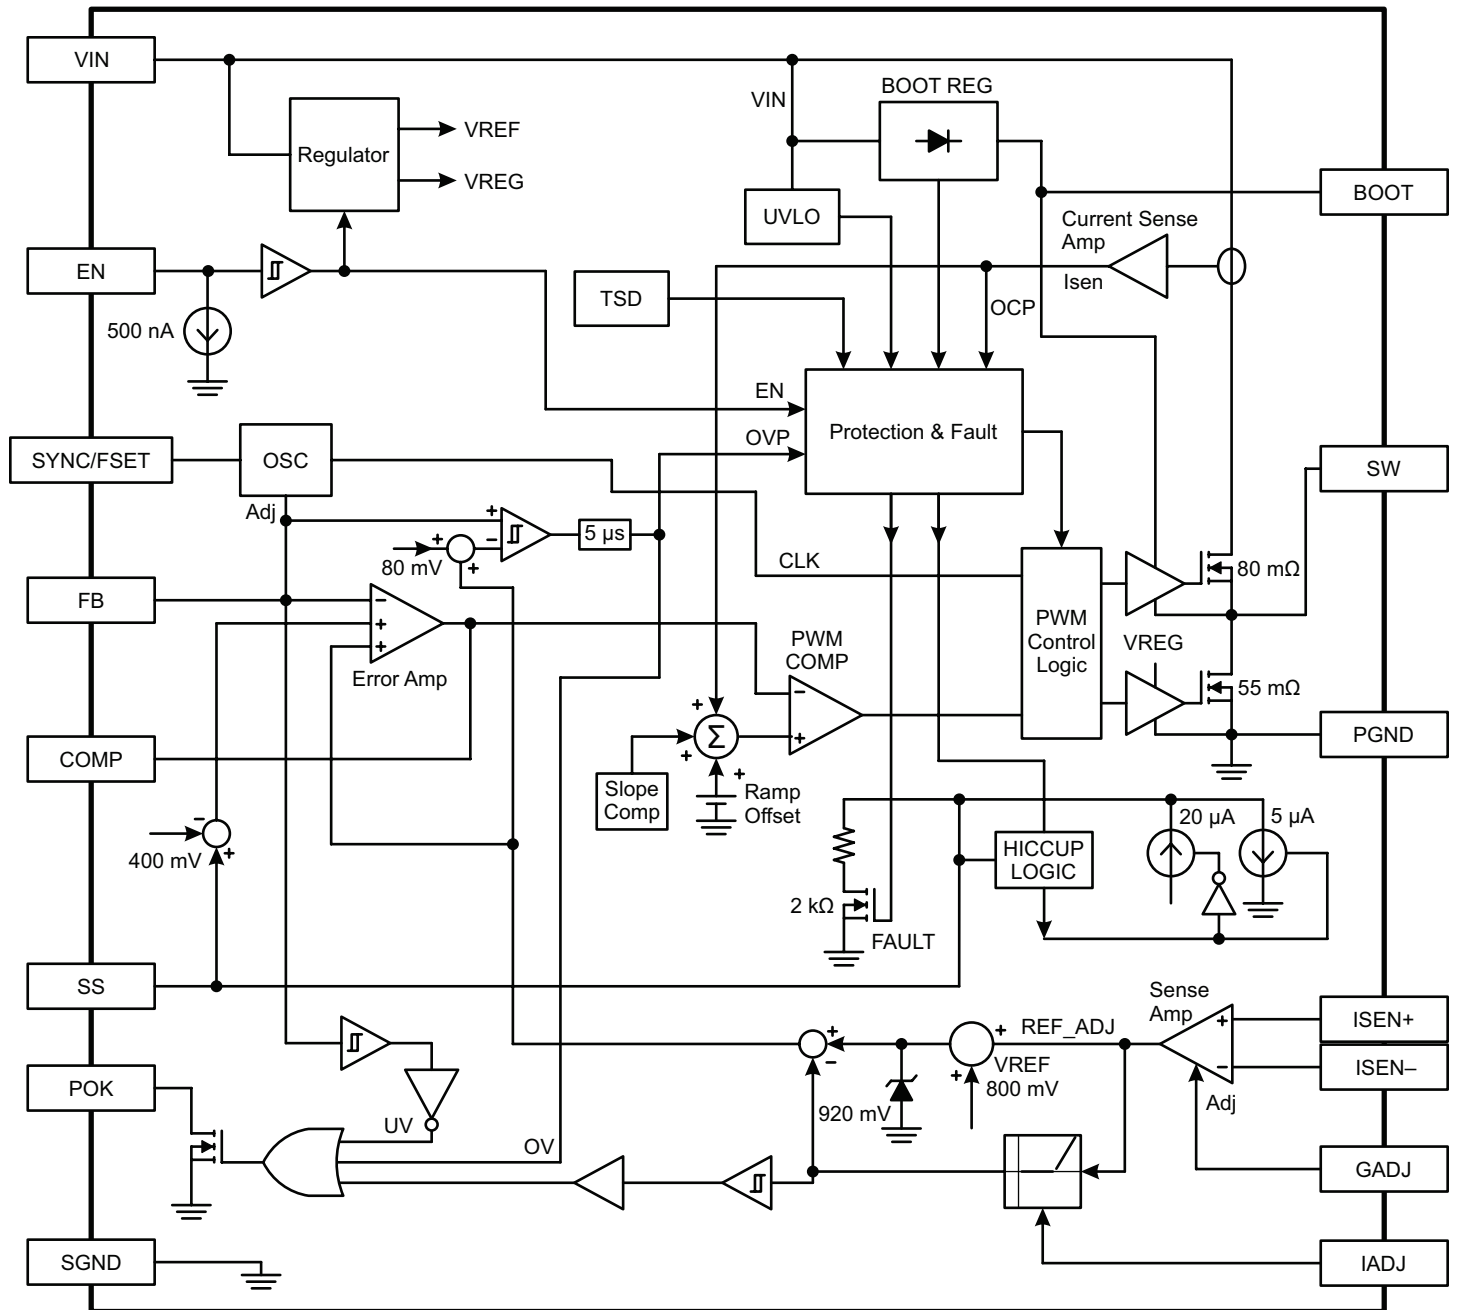 VIN
VIN
BOOT REG
VREF
Regulator
VREG
BOOT
UVLO
Current Sense
Amp
EN
Isen
TSD
OCP
500 nA
EN
Protection & Fault
OVP
SYNC/FSET
OSC
SW
Adj
+
5 µs
+
–
80 mV
+
CLK
80 mΩ
FB
–
+
+
PWM
Control
Logic
PWM
COMP
VREG
Error Amp
–
55 mΩ
+
Σ
+
PGND
COMP
+
+
Slope
Comp
Ramp
Offset
–
20 µA
5 µA
400 mV
+
HICCUP
LOGIC
2 kΩ
FAULT
SS
Sense
Amp
+
ISEN+
REF_ADJ
+
+
–
VREF
800 mV
+
–
ISEN–
POK
920 mV
Adj
UV
OV
GADJ
SGND
IADJ